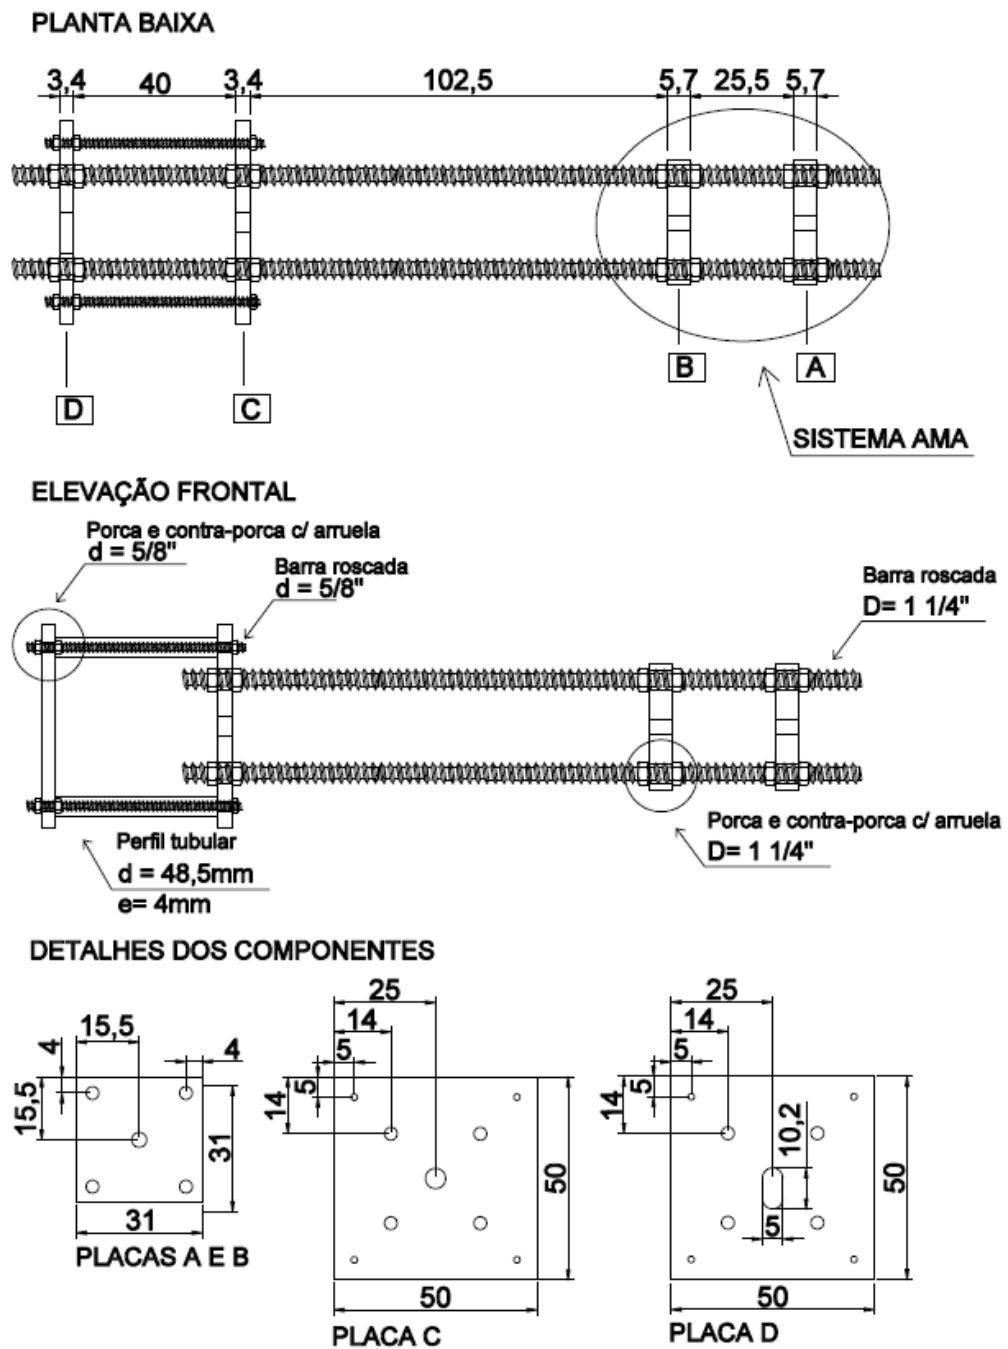 PLANTA BAIXA
3,4 40 3,4 102,5 5,7 25,5 5,7
D C B A
SISTEMA AMA
ELEVAÇÃO FRONTAL
Porca e contra-porca c/ arruela
d = 5/8"
Barra roscada
d = 5/8"
Barra roscada
D= 1 1/4"
Perfil tubular
d = 48,5mm
e= 4mm
Porca e contra-porca c/ arruela
D= 1 1/4"
DETALHES DOS COMPONENTES
15,5
4
4
15,5
31
31
PLACAS A E B
25
14
5
5
14
50
50
PLACA C
25
14
5
5
14
10,2
5
50
50
PLACA D